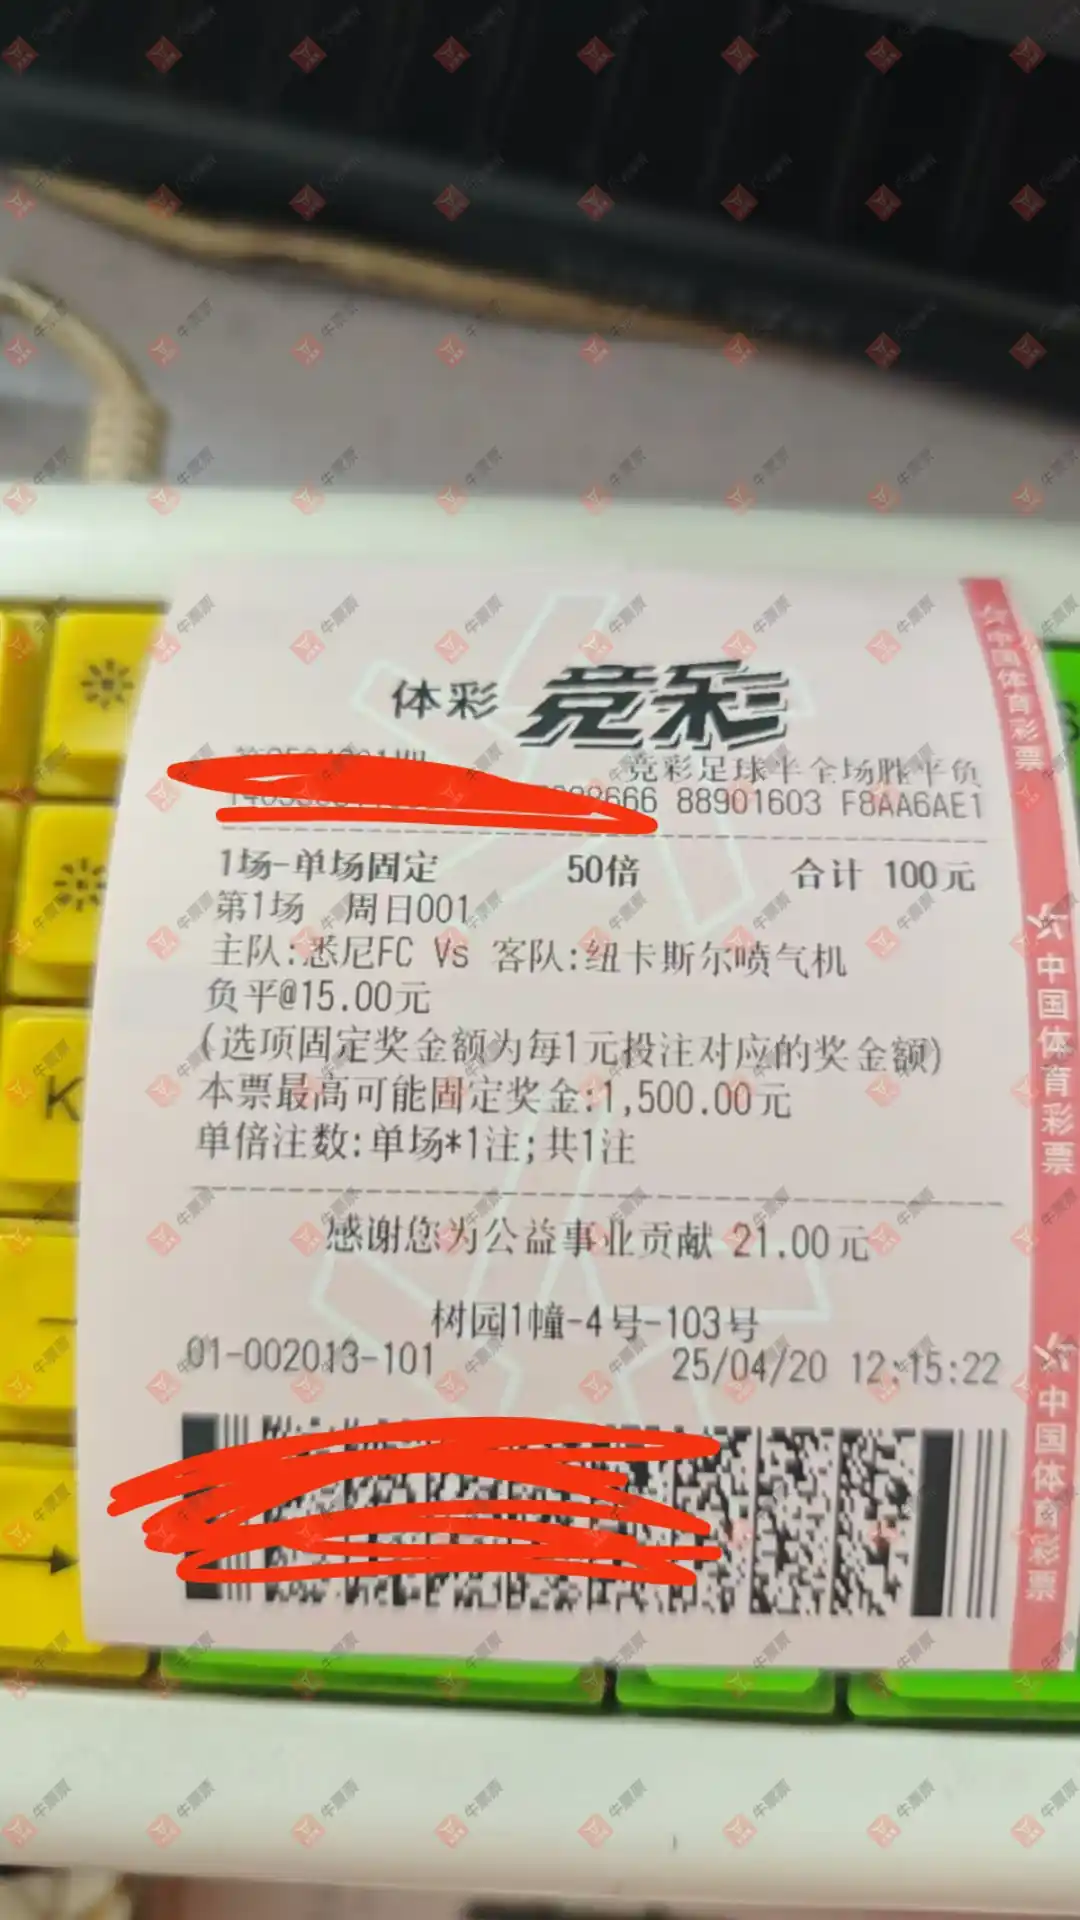 体彩 竞彩
竞彩足球半全场胜平负
666 88901603 F8AA6AE1
1场-单场固定 50倍 合计 100元
第1场 周日001
主队:悉尼FC Vs 客队:纽卡斯尔喷气机
负平@15.00元
(选项固定奖金额为每1元投注对应的奖金额)
本票最高可能固定奖金:1,500.00元
单倍注数:单场*1注;共1注
感谢您为公益事业贡献 21.00元
树园1幢-4号-103号
01-002013-101 25/04/20 12:15:22
中国体育彩票
中国体育彩票
中国体育彩票
K
牛票票